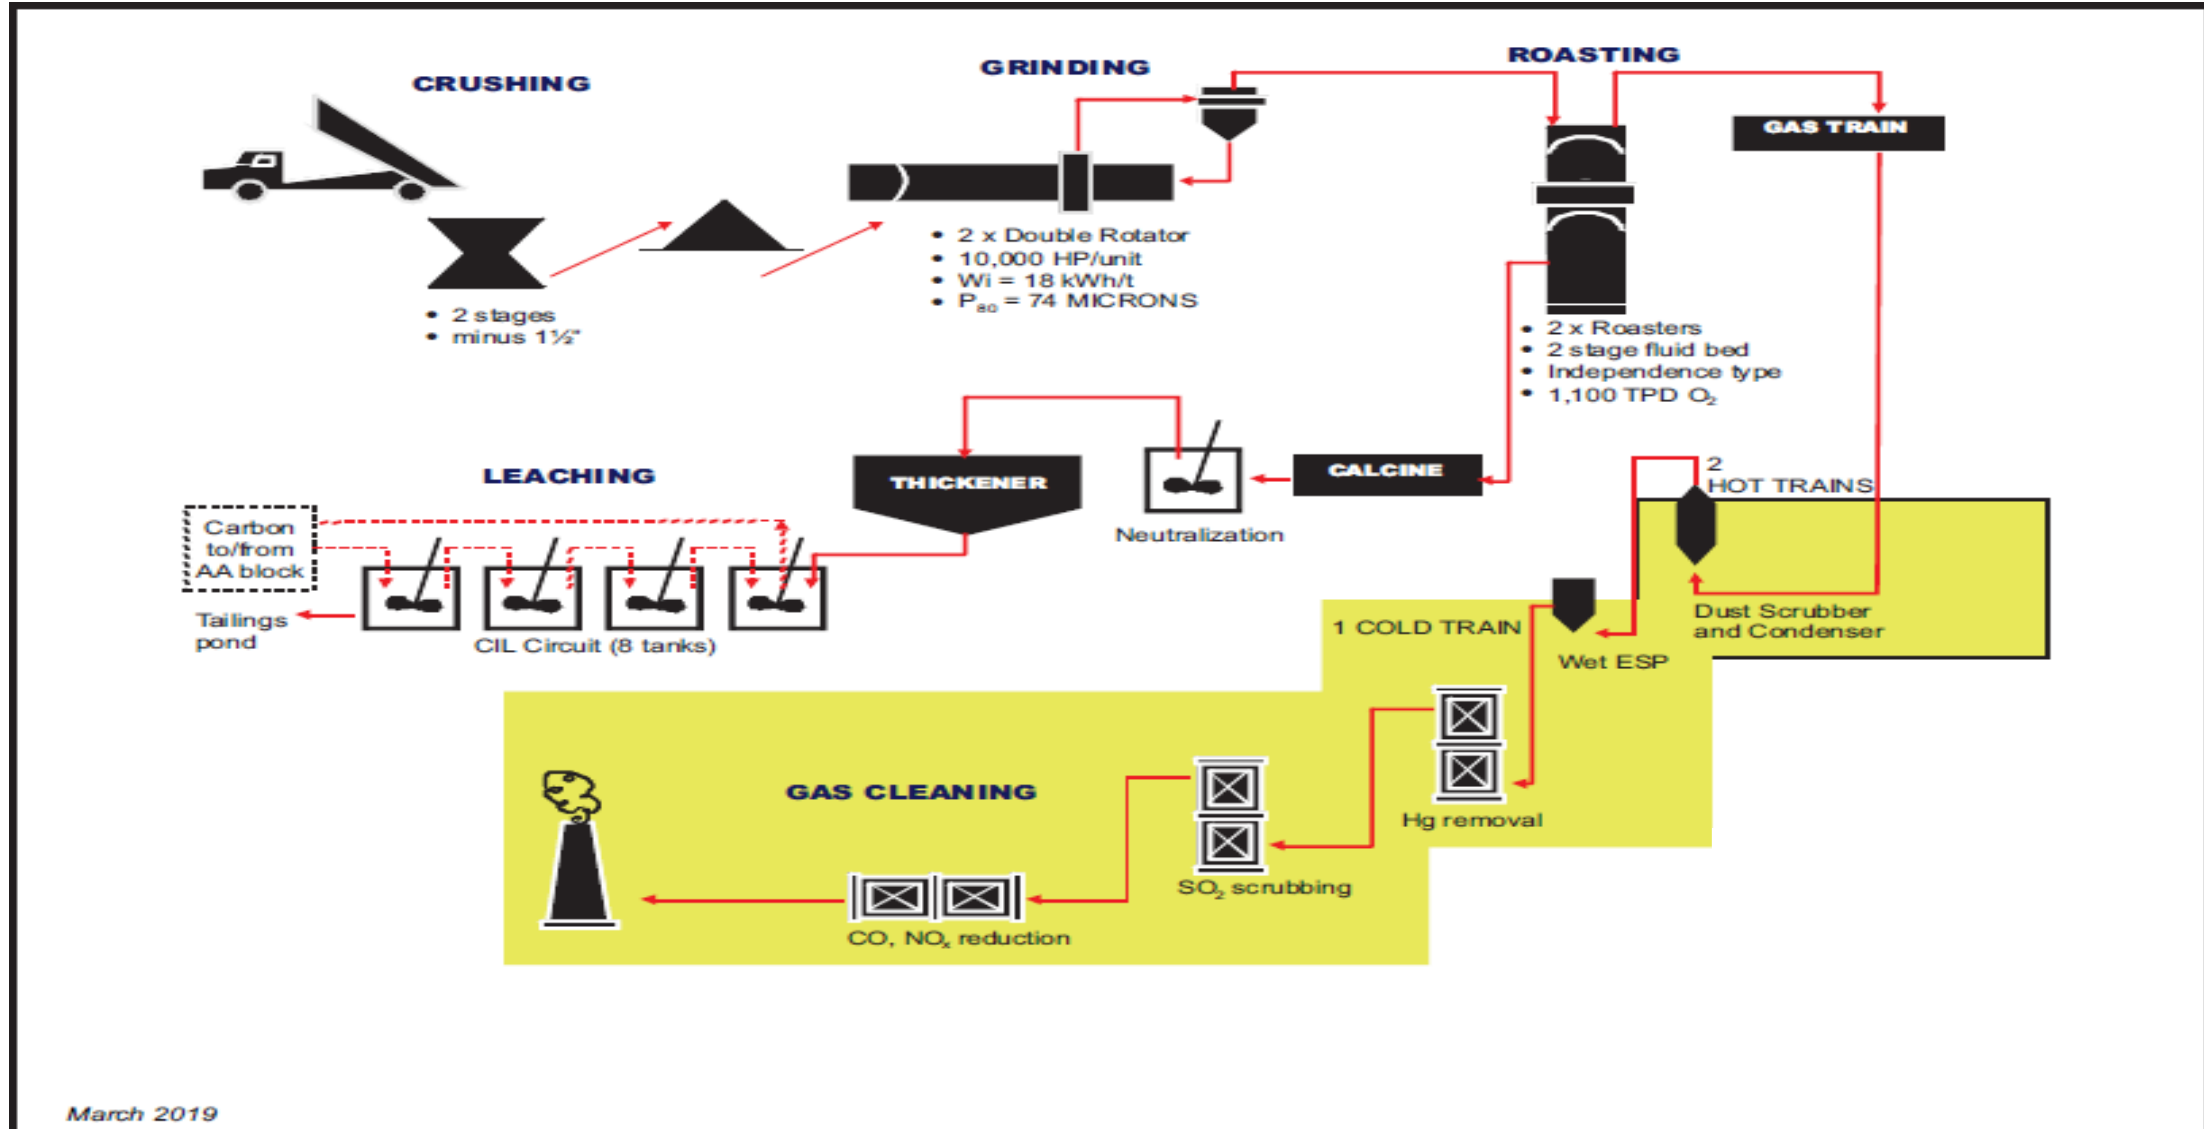 CRUSHING
GRINDING
ROASTING
GAS TRAIN
• 2 stages
• minus 1½"
• 2 x Double Rotator
• 10,000 HP/unit
• Wi = 18 kWh/t
• P₈₀ = 74 MICRONS
• 2 x Roasters
• 2 stage fluid bed
• Independence type
• 1,100 TPD O₂
LEACHING
THICKENER
CALCINE
Neutralization
2
HOT TRAINS
Carbon
to/from
AA block
Tailings
pond
CIL Circuit (8 tanks)
1 COLD TRAIN
Dust Scrubber
and Condenser
Wet ESP
GAS CLEANING
Hg removal
SO₂ scrubbing
CO, NOₓ reduction
March 2019